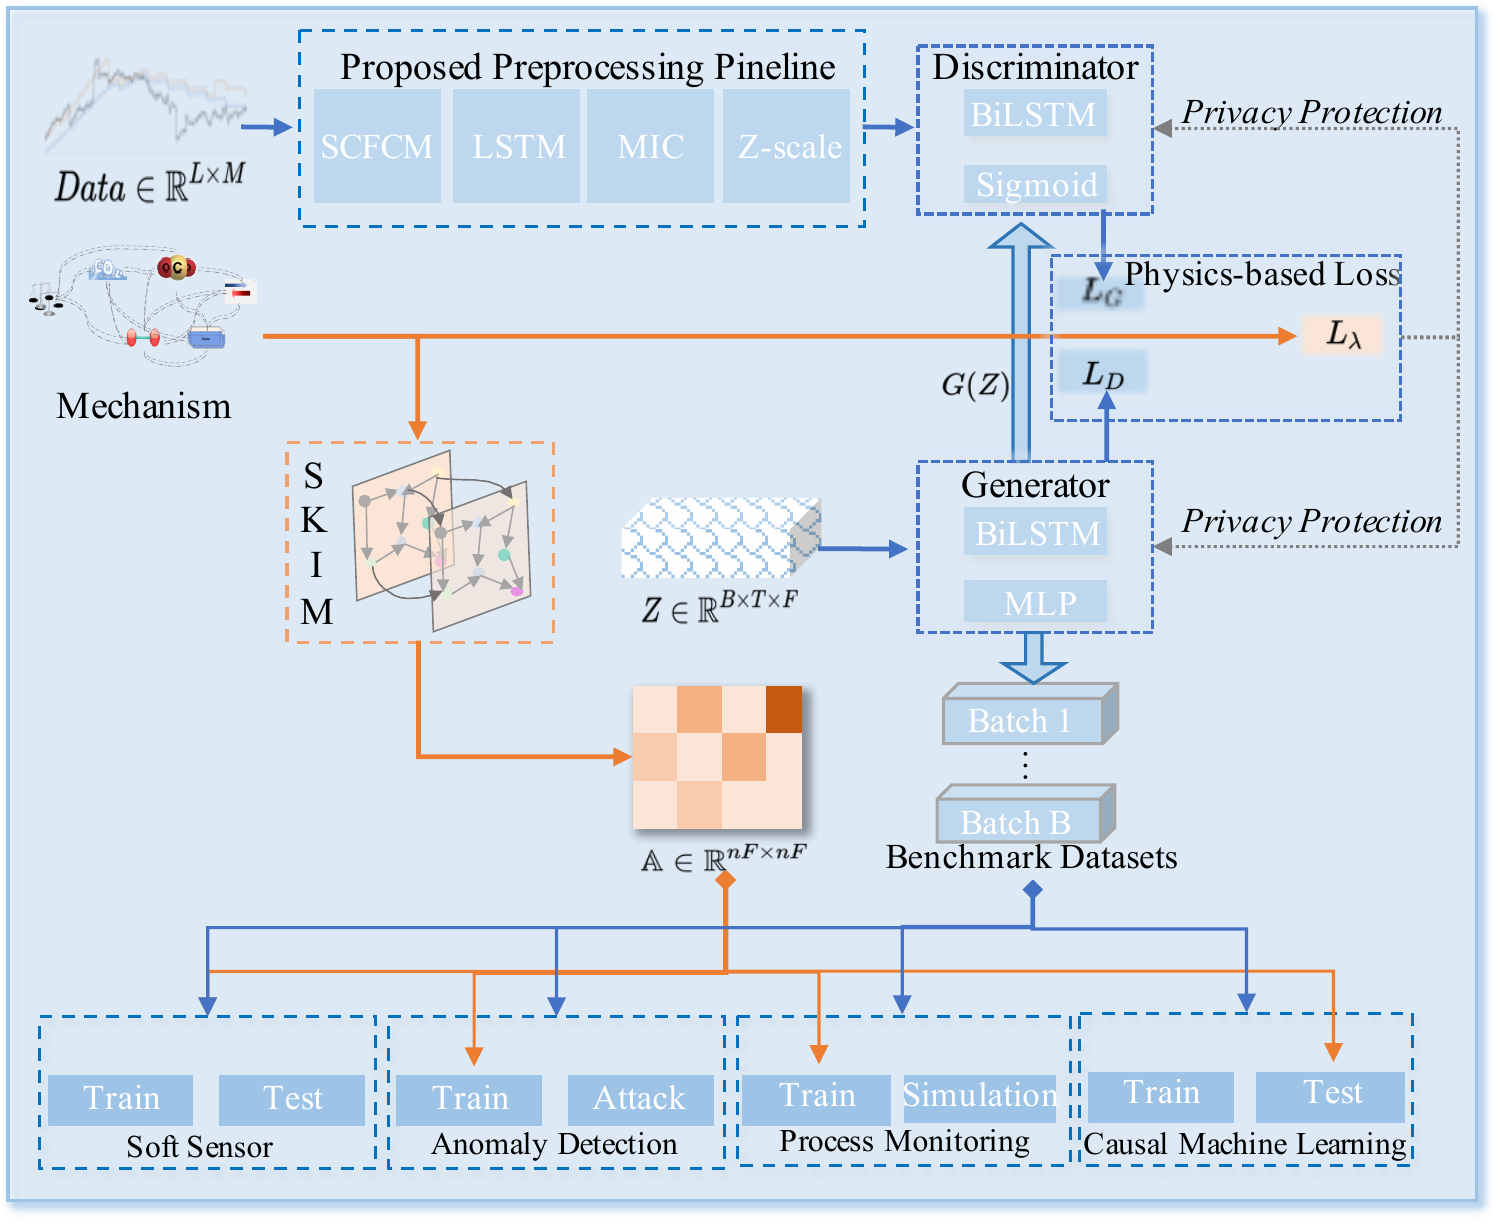 Proposed Preprocessing Pineline
SCFCM
LSTM
MIC
Z-scale
Data ∈ ℝ^{L×M}
Discriminator
BiLSTM
Sigmoid
Privacy Protection
Mechanism
Physics-based Loss
L_G
L_λ
L_D
G(Z)
S
K
I
M
Z ∈ ℝ^{B×T×F}
Generator
BiLSTM
MLP
Privacy Protection
𝔸 ∈ ℝ^{nF×nF}
Batch 1
⋮
Batch B
Benchmark Datasets
Train
Test
Soft Sensor
Train
Attack
Anomaly Detection
Train
Simulation
Process Monitoring
Train
Test
Causal Machine Learning